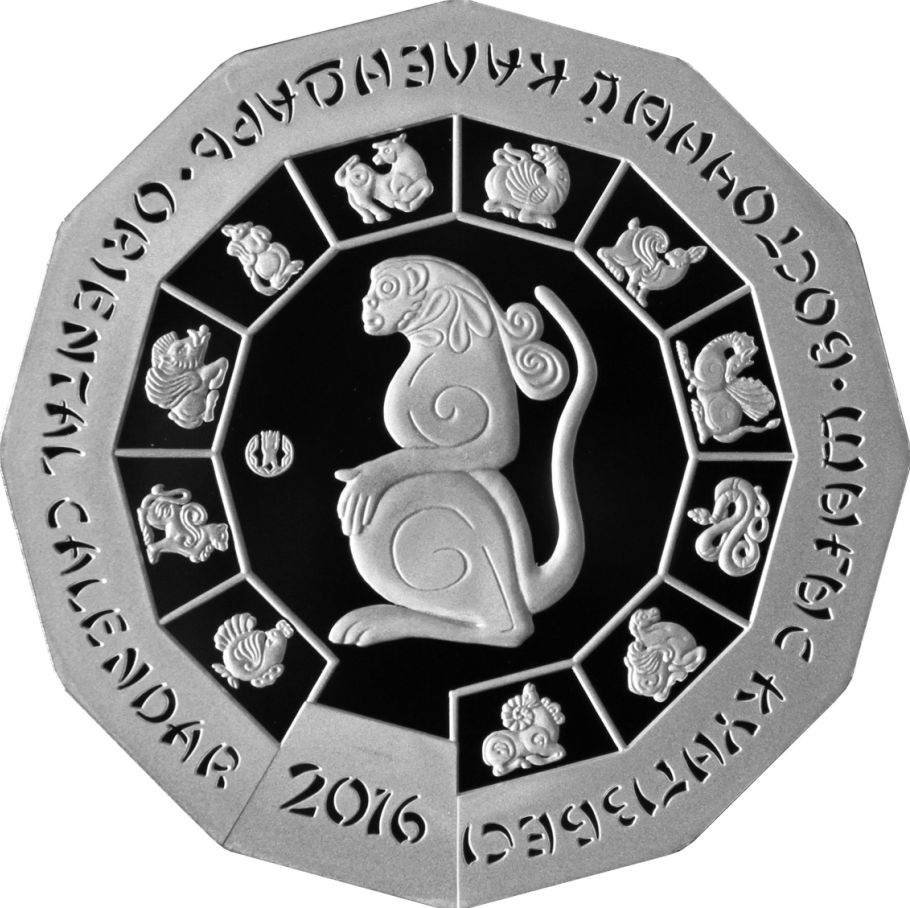 ШЫҒЫС КҮНТІЗБЕСІ
ВОСТОЧНЫЙ КАЛЕНДАРЬ
ORIENTAL CALENDAR
2016